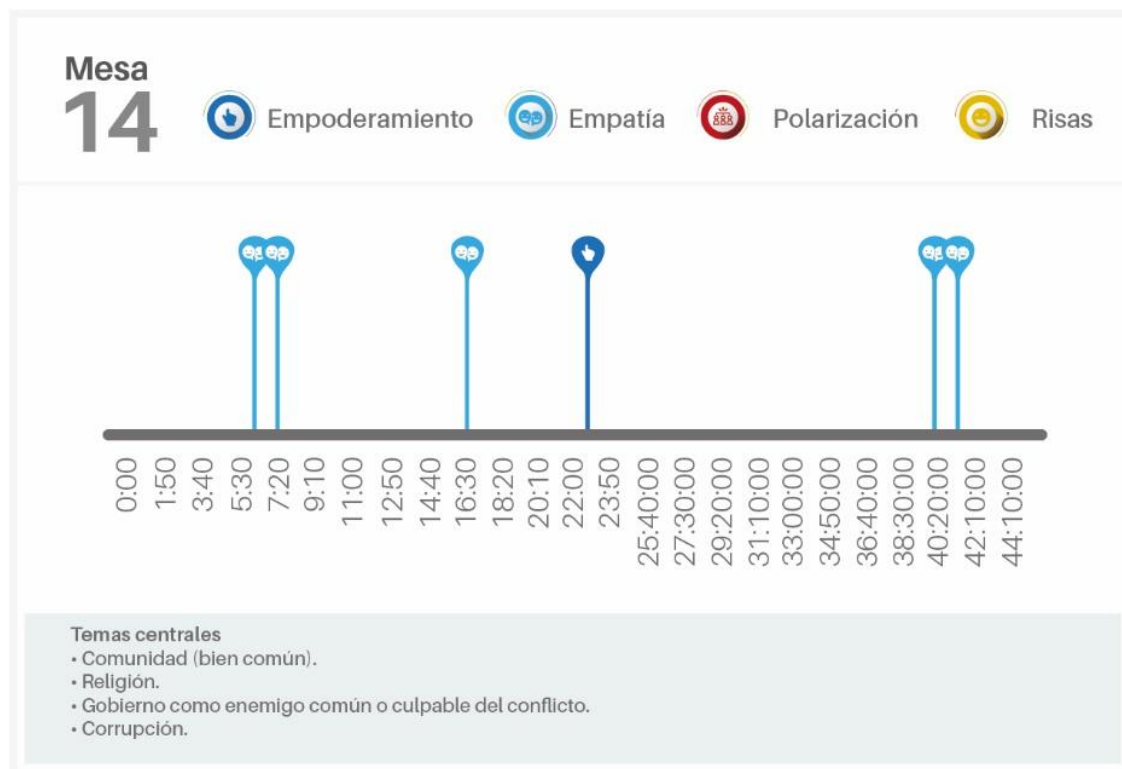 Mesa
14
Empoderamiento
Empatía
Polarización
Risas
0:00
1:50
3:40
5:30
7:20
9:10
11:00
12:50
14:40
16:30
18:20
20:10
22:00
23:50
25:40:00
27:30:00
29:20:00
31:10:00
33:00:00
34:50:00
36:40:00
38:30:00
40:20:00
42:10:00
44:10:00
Temas centrales
• Comunidad (bien común).
• Religión.
• Gobierno como enemigo común o culpable del conflicto.
• Corrupción.